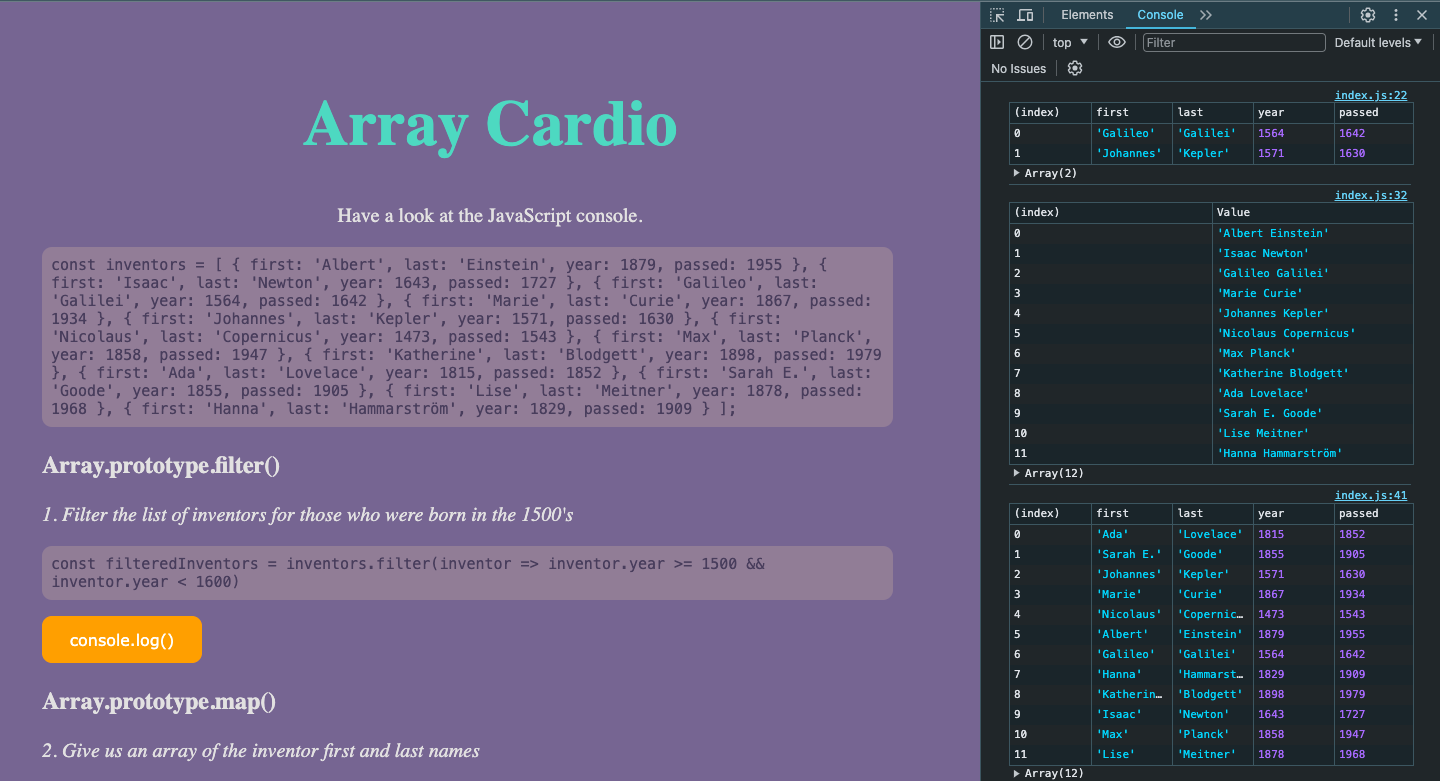 Array Cardio
Have a look at the JavaScript console.
const inventors = [ { first: 'Albert', last: 'Einstein', year: 1879, passed: 1955 }, {
first: 'Isaac', last: 'Newton', year: 1643, passed: 1727 }, { first: 'Galileo', last:
'Galilei', year: 1564, passed: 1642 }, { first: 'Marie', last: 'Curie', year: 1867, passed:
1934 }, { first: 'Johannes', last: 'Kepler', year: 1571, passed: 1630 }, { first:
'Nicolaus', last: 'Copernicus', year: 1473, passed: 1543 }, { first: 'Max', last: 'Planck',
year: 1858, passed: 1947 }, { first: 'Katherine', last: 'Blodgett', year: 1898, passed: 1979
}, { first: 'Ada', last: 'Lovelace', year: 1815, passed: 1852 }, { first: 'Sarah E.', last:
'Goode', year: 1855, passed: 1905 }, { first: 'Lise', last: 'Meitner', year: 1878, passed:
1968 }, { first: 'Hanna', last: 'Hammarström', year: 1829, passed: 1909 } ];
Array.prototype.filter()
1. Filter the list of inventors for those who were born in the 1500's
const filteredInventors = inventors.filter(inventor => inventor.year >= 1500 &&
inventor.year < 1600)
console.log()
Array.prototype.map()
2. Give us an array of the inventor first and last names
Elements Console
top Filter Default levels
No Issues
index.js:22
(index) first last year passed
0 'Galileo' 'Galilei' 1564 1642
1 'Johannes' 'Kepler' 1571 1630
Array(2)
index.js:32
(index) Value
0 'Albert Einstein'
1 'Isaac Newton'
2 'Galileo Galilei'
3 'Marie Curie'
4 'Johannes Kepler'
5 'Nicolaus Copernicus'
6 'Max Planck'
7 'Katherine Blodgett'
8 'Ada Lovelace'
9 'Sarah E. Goode'
10 'Lise Meitner'
11 'Hanna Hammarström'
Array(12)
index.js:41
(index) first last year passed
0 'Ada' 'Lovelace' 1815 1852
1 'Sarah E.' 'Goode' 1855 1905
2 'Johannes' 'Kepler' 1571 1630
3 'Marie' 'Curie' 1867 1934
4 'Nicolaus' 'Copernic… 1473 1543
5 'Albert' 'Einstein' 1879 1955
6 'Galileo' 'Galilei' 1564 1642
7 'Hanna' 'Hammarst… 1829 1909
8 'Katherin… 'Blodgett' 1898 1979
9 'Isaac' 'Newton' 1643 1727
10 'Max' 'Planck' 1858 1947
11 'Lise' 'Meitner' 1878 1968
Array(12)